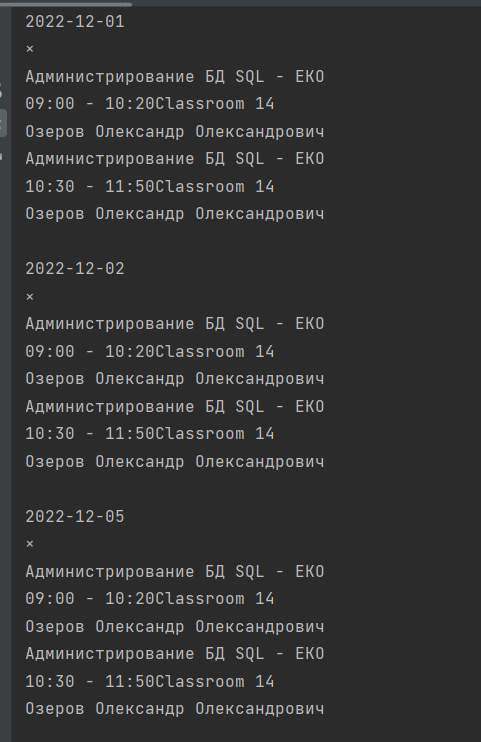 2022-12-01
×
Администрирование БД SQL - ЕКО
09:00 - 10:20Classroom 14
Озеров Олександр Олександрович
Администрирование БД SQL - ЕКО
10:30 - 11:50Classroom 14
Озеров Олександр Олександрович

2022-12-02
×
Администрирование БД SQL - ЕКО
09:00 - 10:20Classroom 14
Озеров Олександр Олександрович
Администрирование БД SQL - ЕКО
10:30 - 11:50Classroom 14
Озеров Олександр Олександрович

2022-12-05
×
Администрирование БД SQL - ЕКО
09:00 - 10:20Classroom 14
Озеров Олександр Олександрович
Администрирование БД SQL - ЕКО
10:30 - 11:50Classroom 14
Озеров Олександр Олександрович